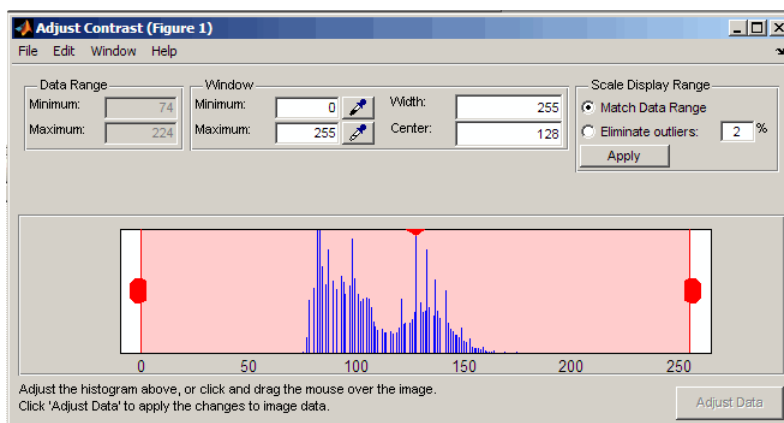 Adjust Contrast (Figure 1)
File Edit Window Help
Data Range
Minimum: 74
Maximum: 224
Window
Minimum: 0
Maximum: 255
Width: 255
Center: 128
Scale Display Range
Match Data Range
Eliminate outliers: 2 %
Apply
0 50 100 150 200 250
Adjust the histogram above, or click and drag the mouse over the image.
Click 'Adjust Data' to apply the changes to image data.
Adjust Data